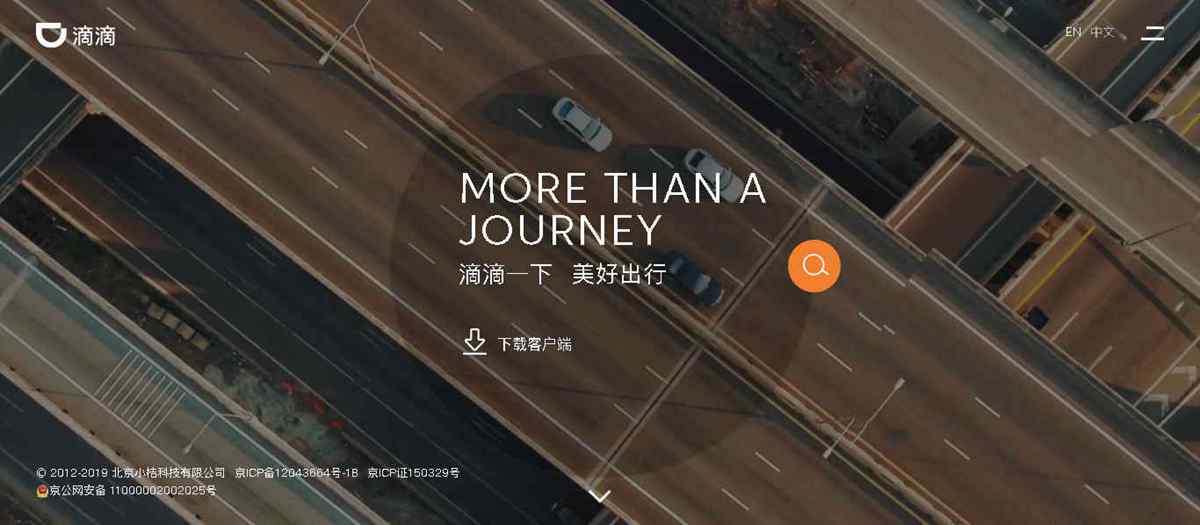 滴滴
EN 中文
MORE THAN A
JOURNEY
滴滴一下 美好出行
下载客户端
© 2012-2019 北京小桔科技有限公司 京ICP备12043664号-1B 京ICP证150329号
京公网安备 11000002002025号